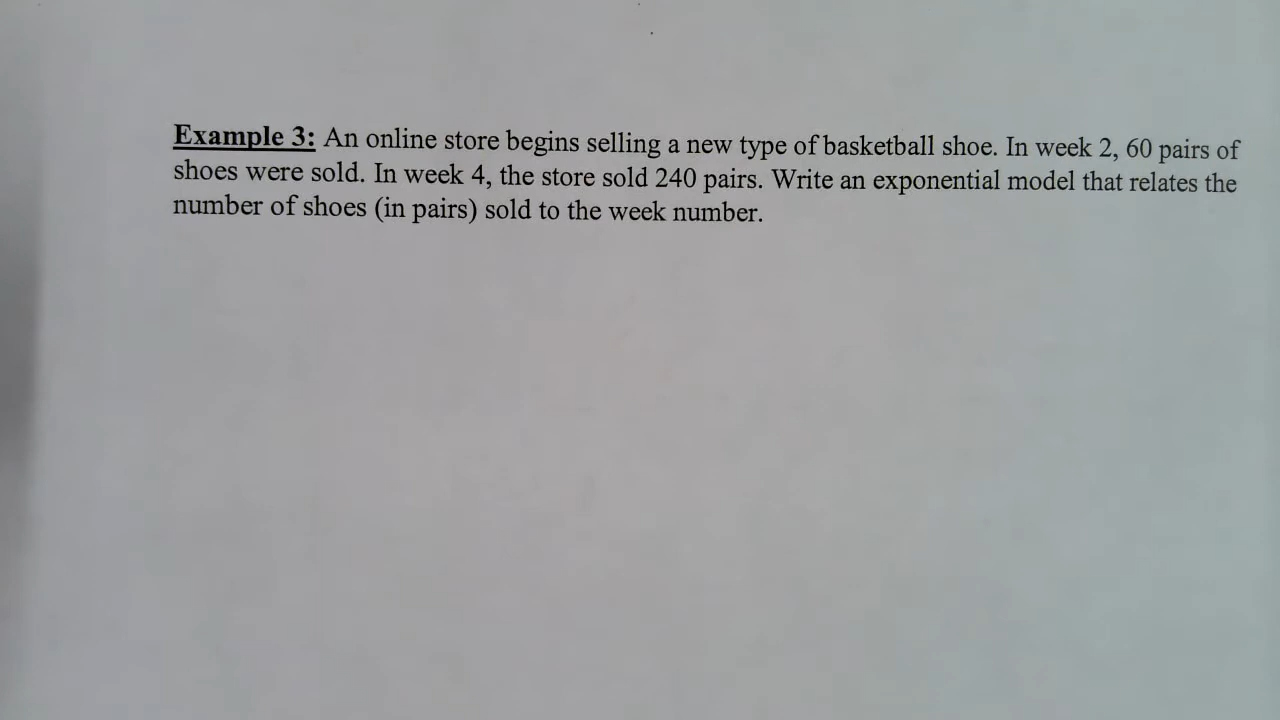 Example 3: An online store begins selling a new type of basketball shoe. In week 2, 60 pairs of
shoes were sold. In week 4, the store sold 240 pairs. Write an exponential model that relates the
number of shoes (in pairs) sold to the week number.